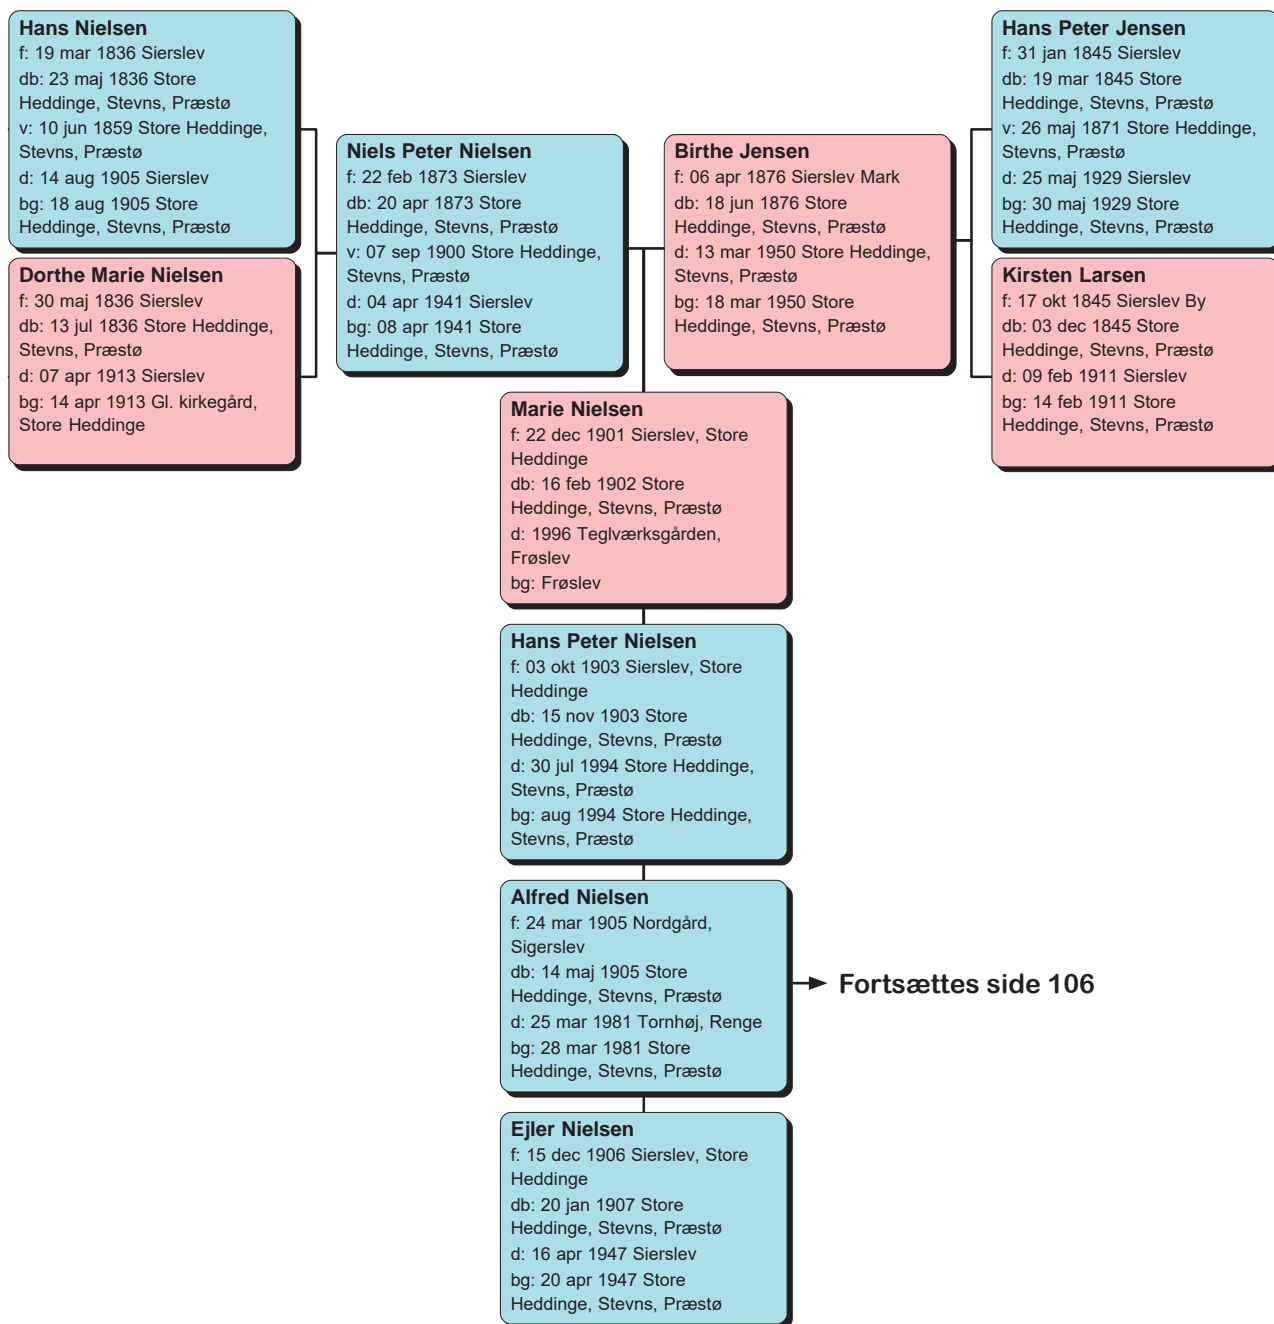 Hans Nielsen
f: 19 mar 1836 Sierslev
db: 23 maj 1836 Store
Heddinge, Stevns, Præstø
v: 10 jun 1859 Store Heddinge,
Stevns, Præstø
d: 14 aug 1905 Sierslev
bg: 18 aug 1905 Store
Heddinge, Stevns, Præstø
Dorthe Marie Nielsen
f: 30 maj 1836 Sierslev
db: 13 jul 1836 Store Heddinge,
Stevns, Præstø
d: 07 apr 1913 Sierslev
bg: 14 apr 1913 Gl. kirkegård,
Store Heddinge
Niels Peter Nielsen
f: 22 feb 1873 Sierslev
db: 20 apr 1873 Store
Heddinge, Stevns, Præstø
v: 07 sep 1900 Store Heddinge,
Stevns, Præstø
d: 04 apr 1941 Sierslev
bg: 08 apr 1941 Store
Heddinge, Stevns, Præstø
Birthe Jensen
f: 06 apr 1876 Sierslev Mark
db: 18 jun 1876 Store
Heddinge, Stevns, Præstø
d: 13 mar 1950 Store Heddinge,
Stevns, Præstø
bg: 18 mar 1950 Store
Heddinge, Stevns, Præstø
Hans Peter Jensen
f: 31 jan 1845 Sierslev
db: 19 mar 1845 Store
Heddinge, Stevns, Præstø
v: 26 maj 1871 Store Heddinge,
Stevns, Præstø
d: 25 maj 1929 Sierslev
bg: 30 maj 1929 Store
Heddinge, Stevns, Præstø
Kirsten Larsen
f: 17 okt 1845 Sierslev By
db: 03 dec 1845 Store
Heddinge, Stevns, Præstø
d: 09 feb 1911 Sierslev
bg: 14 feb 1911 Store
Heddinge, Stevns, Præstø
Marie Nielsen
f: 22 dec 1901 Sierslev, Store
Heddinge
db: 16 feb 1902 Store
Heddinge, Stevns, Præstø
d: 1996 Teglværksgården,
Frøslev
bg: Frøslev
Hans Peter Nielsen
f: 03 okt 1903 Sierslev, Store
Heddinge
db: 15 nov 1903 Store
Heddinge, Stevns, Præstø
d: 30 jul 1994 Store Heddinge,
Stevns, Præstø
bg: aug 1994 Store Heddinge,
Stevns, Præstø
Alfred Nielsen
f: 24 mar 1905 Nordgård,
Sigerslev
db: 14 maj 1905 Store
Heddinge, Stevns, Præstø
d: 25 mar 1981 Tornhøj, Renge
bg: 28 mar 1981 Store
Heddinge, Stevns, Præstø
Fortsættes side 106
Ejler Nielsen
f: 15 dec 1906 Sierslev, Store
Heddinge
db: 20 jan 1907 Store
Heddinge, Stevns, Præstø
d: 16 apr 1947 Sierslev
bg: 20 apr 1947 Store
Heddinge, Stevns, Præstø